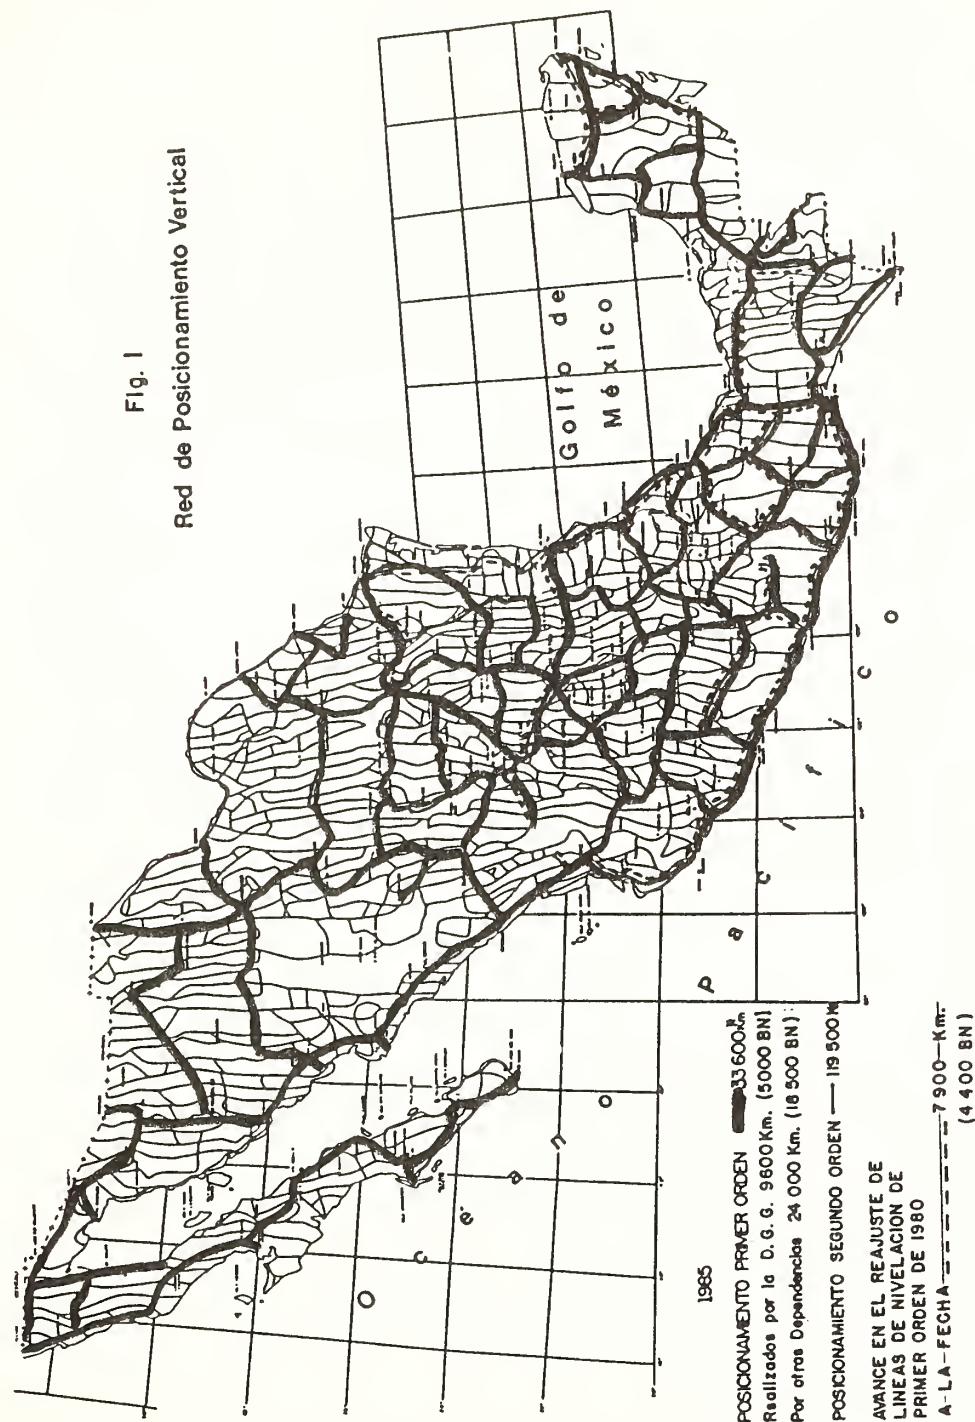 Fig. 1
Red de Posicionamiento Vertical
Golfo de
México
Océano
Pacífico
1985
POSICIONAMIENTO PRIMER ORDEN 33 600 Km
Realizados por la D. G. G. 9600 Km. (5000 BN)
Por otras Dependencias 24 000 Km. (18 500 BN)
POSICIONAMIENTO SEGUNDO ORDEN 119 500 K
AVANCE EN EL REAJUSTE DE
LINEAS DE NIVELACION DE
PRIMER ORDEN DE 1980
A-LA-FECHA 7 900-Km.
(4 400 BN)